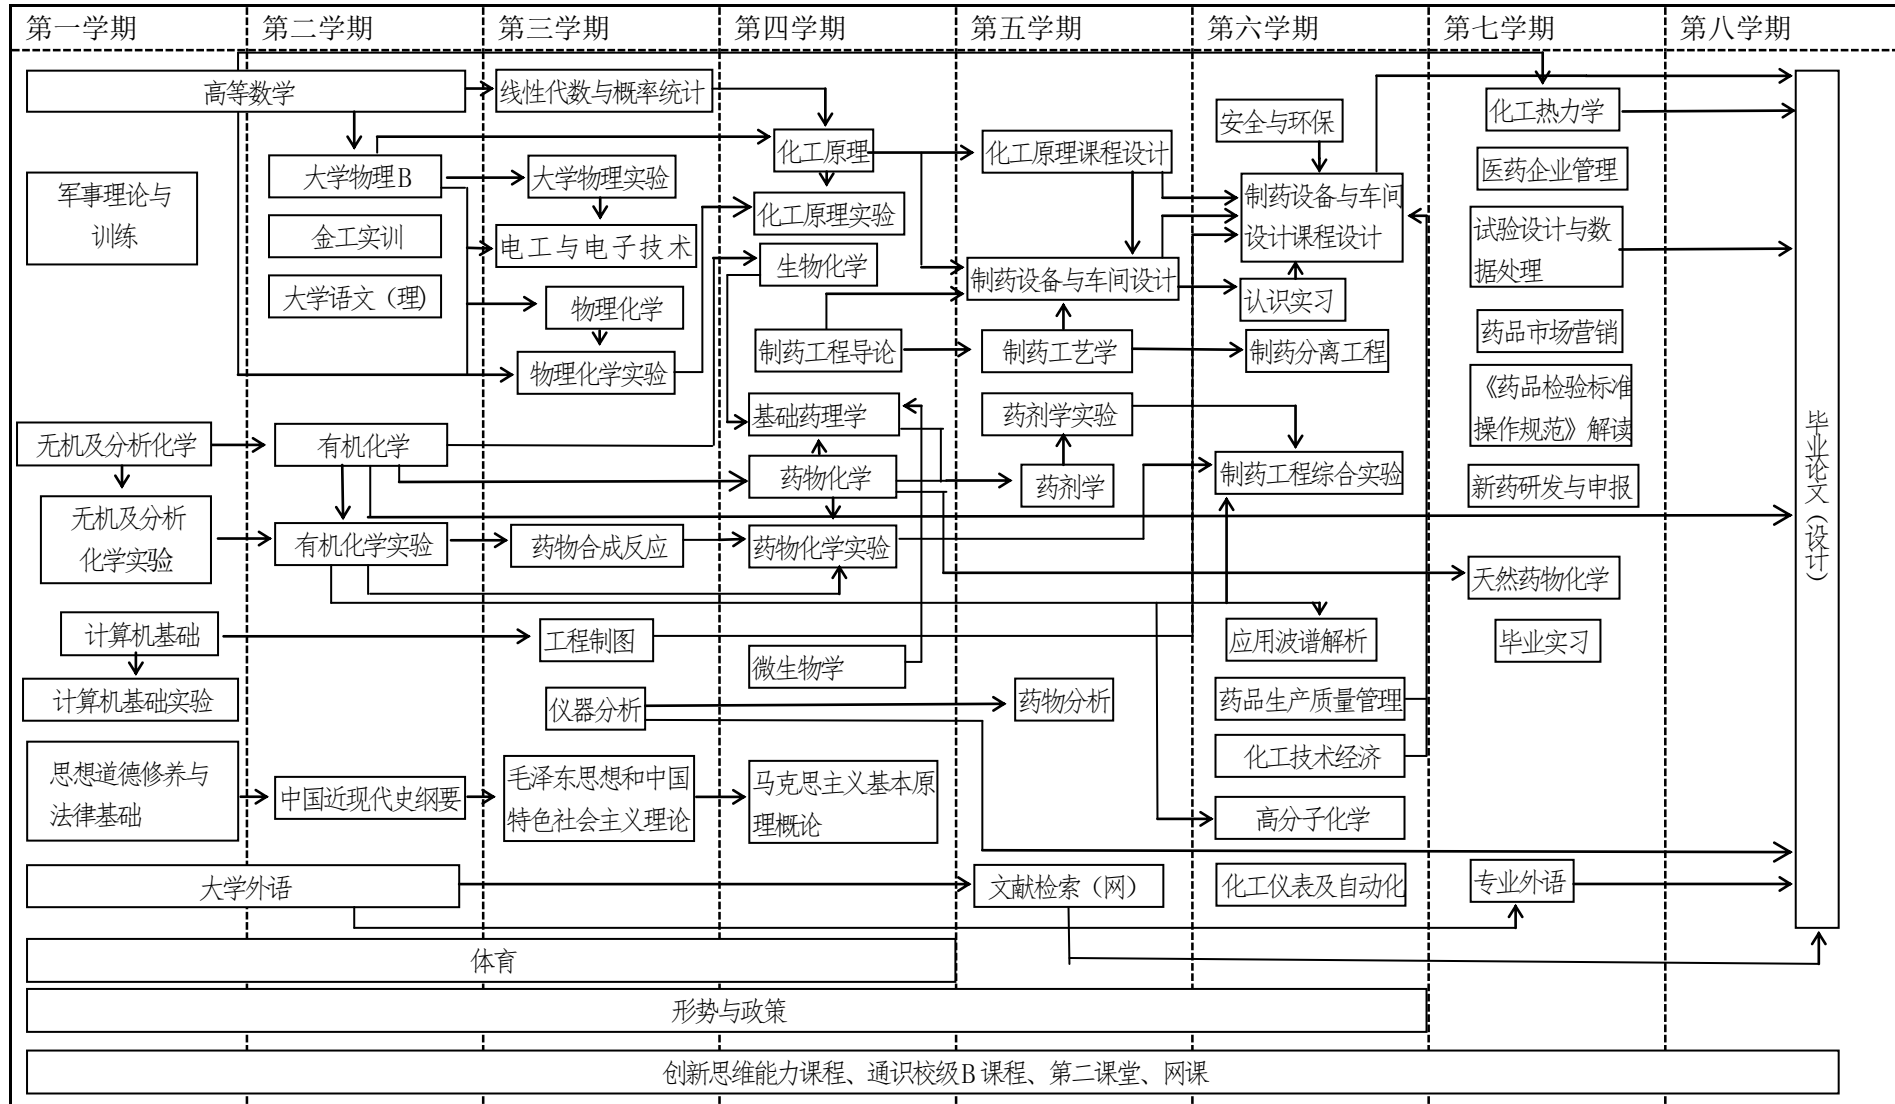 第一学期
第二学期
第三学期
第四学期
第五学期
第六学期
第七学期
第八学期
高等数学
军事理论与
训练
无机及分析化学
无机及分析
化学实验
计算机基础
计算机基础实验
思想道德修养与
法律基础
大学外语
大学物理B
金工实训
大学语文（理）
有机化学
有机化学实验
中国近现代史纲要
线性代数与概率统计
大学物理实验
电工与电子技术
物理化学
物理化学实验
药物合成反应
工程制图
仪器分析
毛泽东思想和中国
特色社会主义理论
化工原理
化工原理实验
生物化学
制药工程导论
基础药理学
药物化学
药物化学实验
微生物学
马克思主义基本原
理概论
化工原理课程设计
制药设备与车间设计
制药工艺学
药剂学实验
药剂学
药物分析
文献检索（网）
安全与环保
制药设备与车间
设计课程设计
认识实习
制药分离工程
制药工程综合实验
应用波谱解析
药品生产质量管理
化工技术经济
高分子化学
化工仪表及自动化
化工热力学
医药企业管理
试验设计与数
据处理
药品市场营销
《药品检验标准
操作规范》解读
新药研发与申报
天然药物化学
毕业实习
专业外语
毕业论文（设计）
体育
形势与政策
创新思维能力课程、通识校级B课程、第二课堂、网课